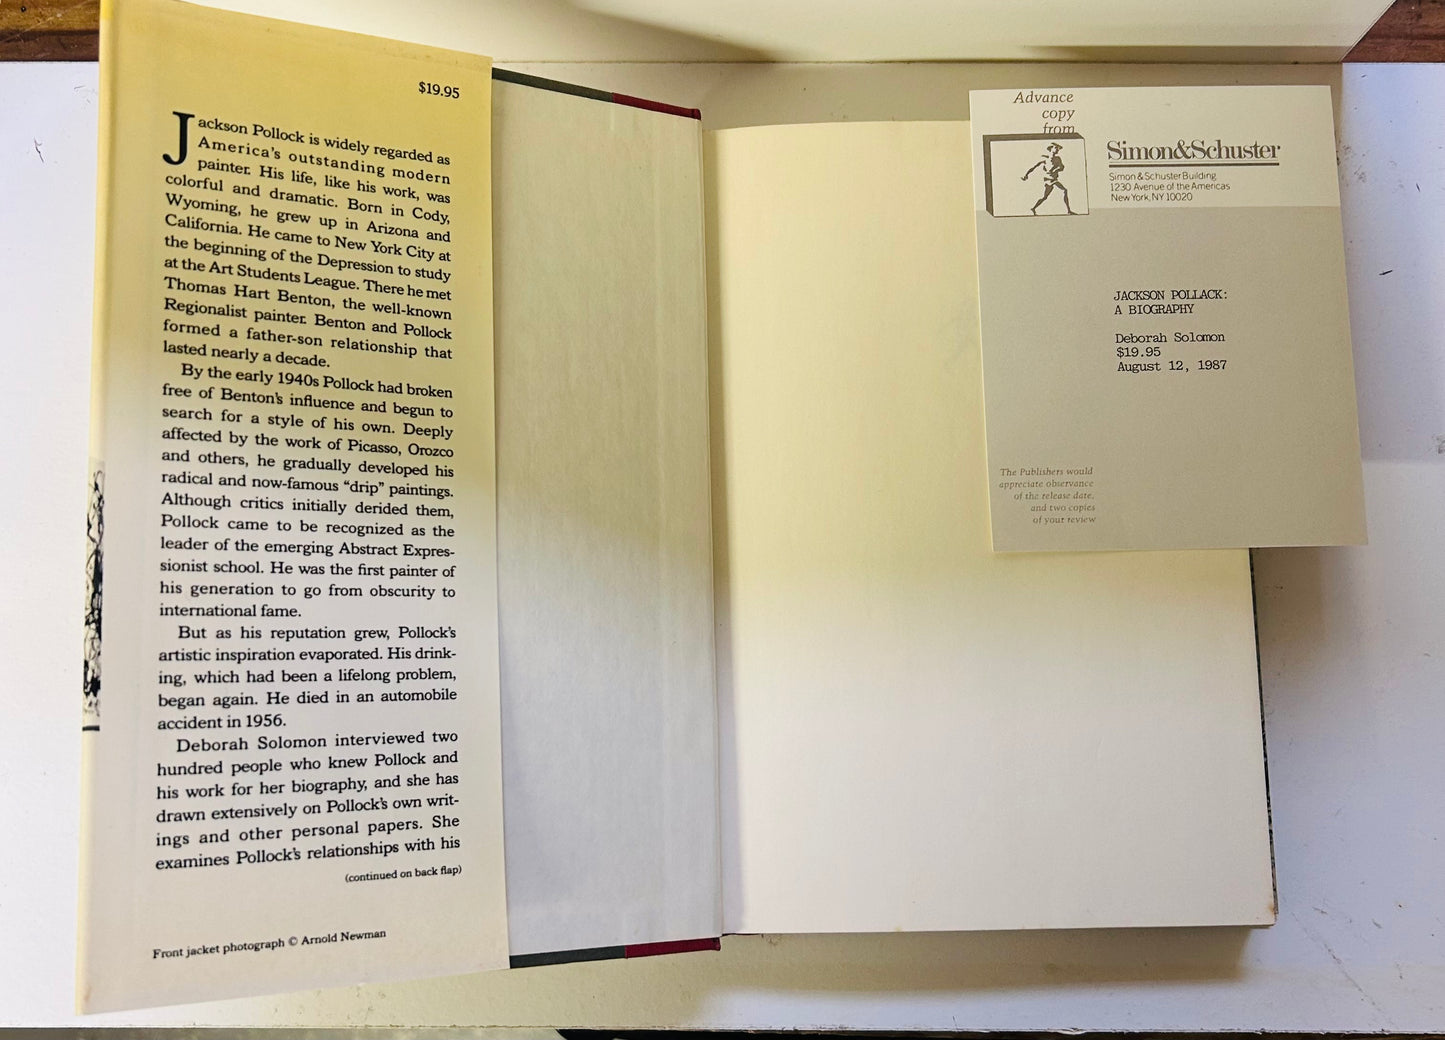 $19.95
Jackson Pollock is widely regarded as
America's outstanding modern
painter. His life, like his work, was
colorful and dramatic. Born in Cody,
Wyoming, he grew up in Arizona and
California. He came to New York City at
the beginning of the Depression to study
at the Art Students League. There he met
Thomas Hart Benton, the well-known
Regionalist painter. Benton and Pollock
formed a father-son relationship that
lasted nearly a decade.
By the early 1940s Pollock had broken
free of Benton's influence and begun to
search for a style of his own. Deeply
affected by the work of Picasso, Orozco
and others, he gradually developed his
radical and now-famous “drip” paintings.
Although critics initially derided them,
Pollock came to be recognized as the
leader of the emerging Abstract Expres-
sionist school. He was the first painter of
his generation to go from obscurity to
international fame.
But as his reputation grew, Pollock's
artistic inspiration evaporated. His drink-
ing, which had been a lifelong problem,
began again. He died in an automobile
accident in 1956.
Deborah Solomon interviewed two
hundred people who knew Pollock and
his work for her biography, and she has
drawn extensively on Pollock's own writ-
ings and other personal papers. She
examines Pollock's relationships with his
(continued on back flap)
Front jacket photograph © Arnold Newman
Advance
copy
from
Simon&Schuster
Simon & Schuster Building
1230 Avenue of the Americas
New York, NY 10020
JACKSON POLLACK:
A BIOGRAPHY
Deborah Solomon
$19.95
August 12, 1987
The Publishers would
appreciate observance
of the release date,
and two copies
of your review